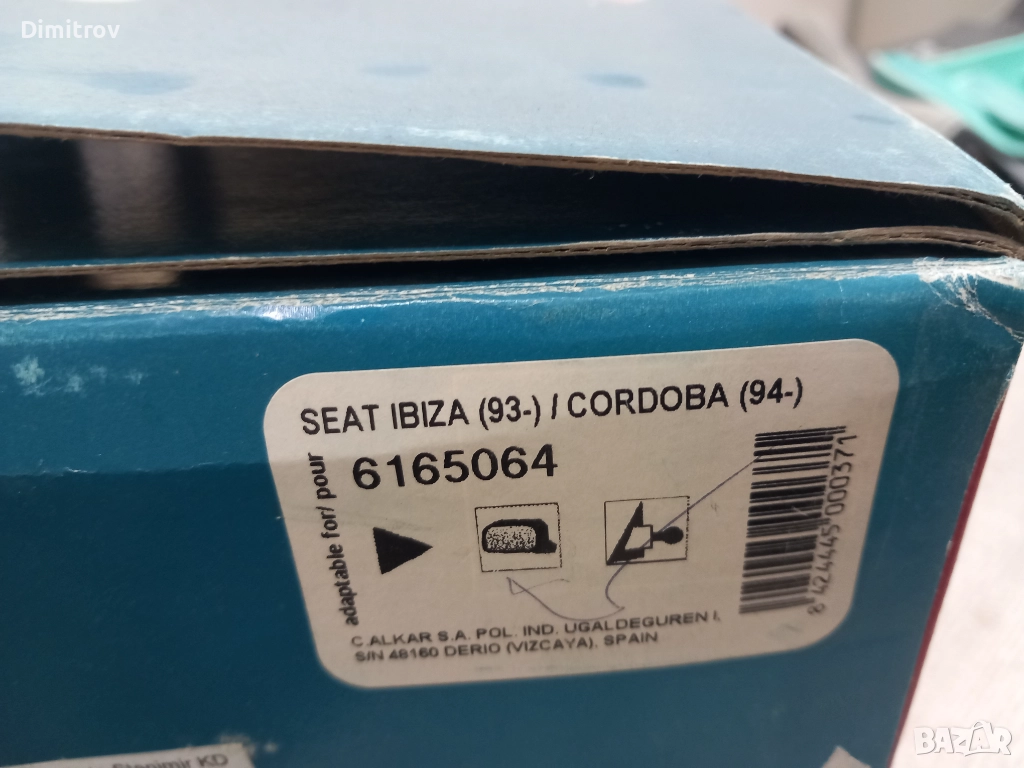 Dimitrov
SEAT IBIZA (93-) / CORDOBA (94-)
adaptable for/ pour
6165064
8 424445 000371
C.ALKAR S.A. POL. IND. UGALDEGUREN I,
S/N 48160 DERIO (VIZCAYA). SPAIN
KD
BAZAR